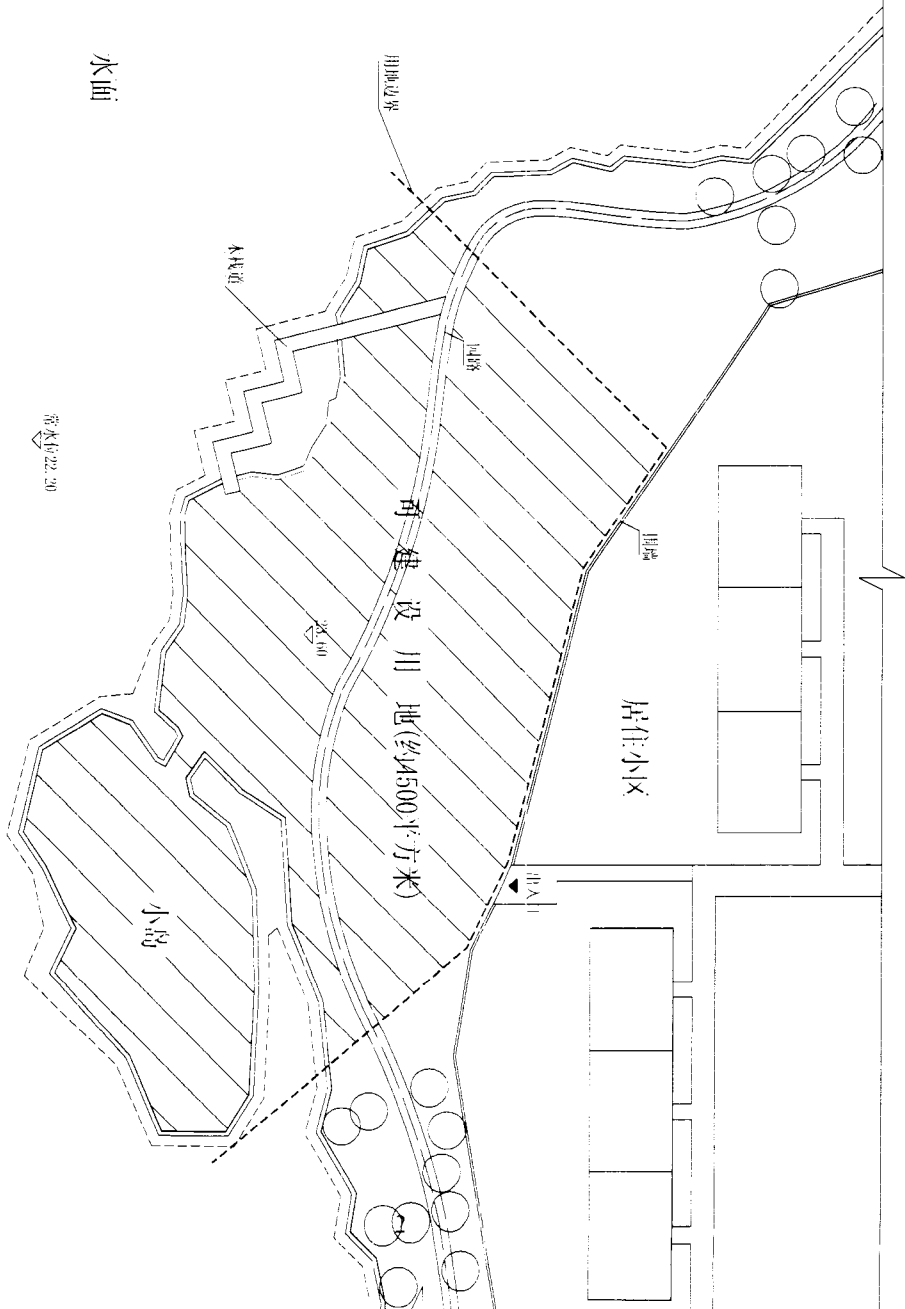 水面
用地边界
木栈道
园路
常水位22.20
围墙
可建设用地(约4500平方米)
23.60
居住小区
出入口
小岛